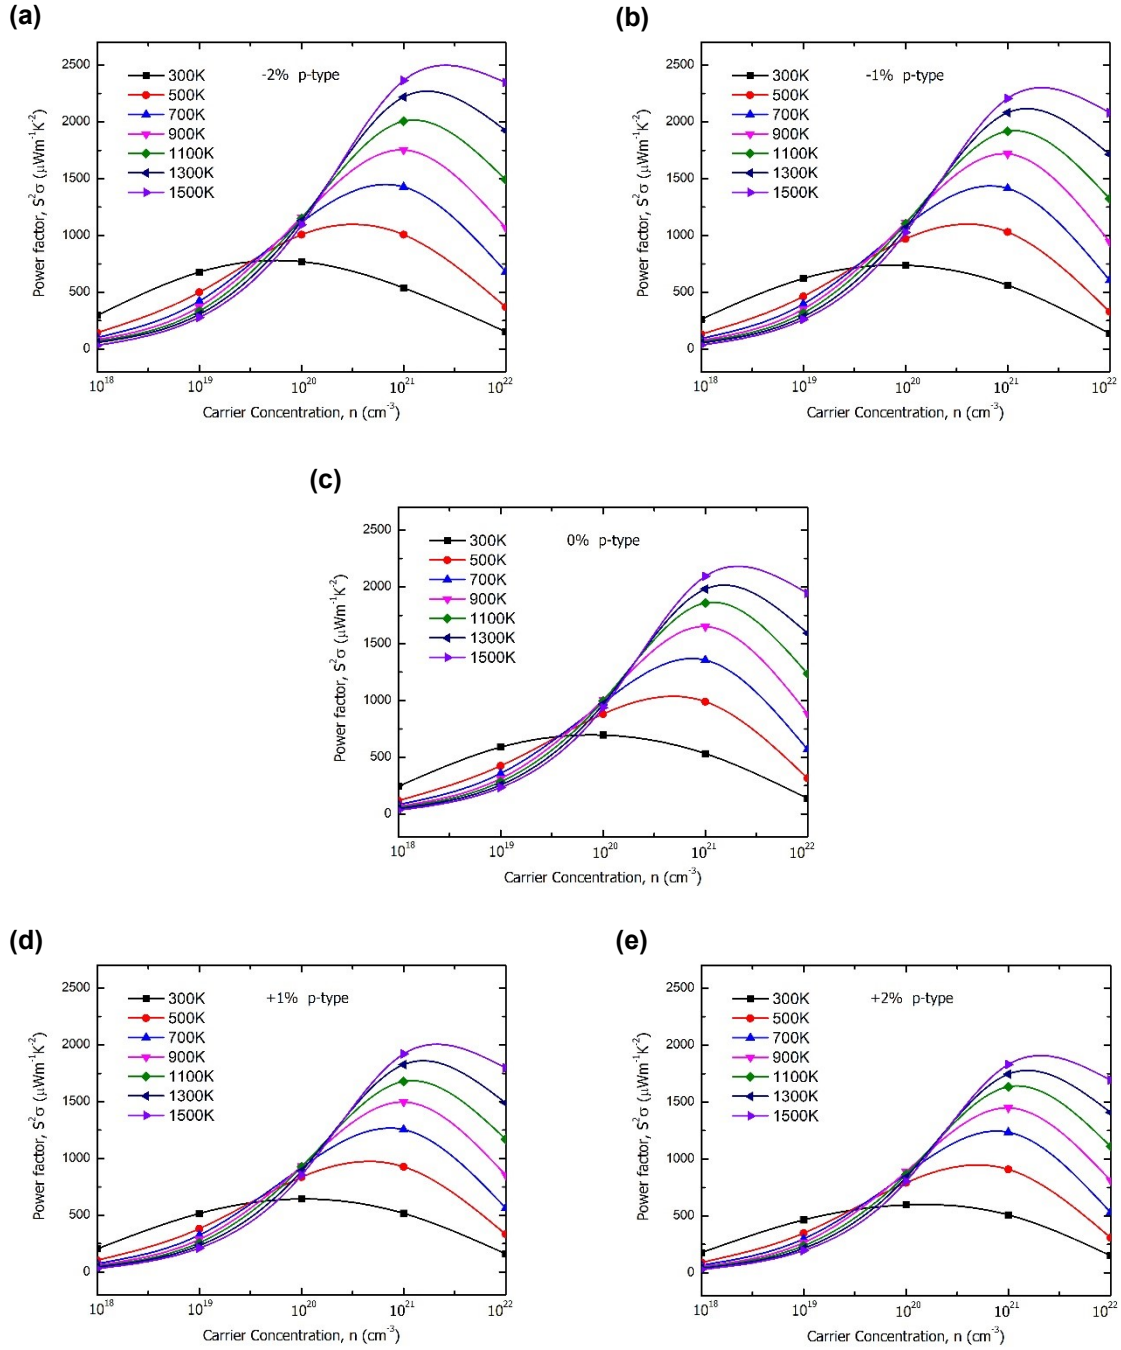 (a)
-2% p-type
300K
500K
700K
900K
1100K
1300K
1500K
Power factor, S²σ (μWm⁻¹K⁻²)
2500
2000
1500
1000
500
0
10¹⁸
10¹⁹
10²⁰
10²¹
10²²
Carrier Concentration, n (cm⁻³)
(b)
-1% p-type
300K
500K
700K
900K
1100K
1300K
1500K
Power factor, S²σ (μWm⁻¹K⁻²)
2500
2000
1500
1000
500
0
10¹⁸
10¹⁹
10²⁰
10²¹
10²²
Carrier Concentration, n (cm⁻³)
(c)
0% p-type
300K
500K
700K
900K
1100K
1300K
1500K
Power factor, S²σ (μWm⁻¹K⁻²)
2500
2000
1500
1000
500
0
10¹⁸
10¹⁹
10²⁰
10²¹
10²²
Carrier Concentration, n (cm⁻³)
(d)
+1% p-type
300K
500K
700K
900K
1100K
1300K
1500K
Power factor, S²σ (μWm⁻¹K⁻²)
2500
2000
1500
1000
500
0
10¹⁸
10¹⁹
10²⁰
10²¹
10²²
Carrier Concentration, n (cm⁻³)
(e)
+2% p-type
300K
500K
700K
900K
1100K
1300K
1500K
Power factor, S²σ (μWm⁻¹K⁻²)
2500
2000
1500
1000
500
0
10¹⁸
10¹⁹
10²⁰
10²¹
10²²
Carrier Concentration, n (cm⁻³)